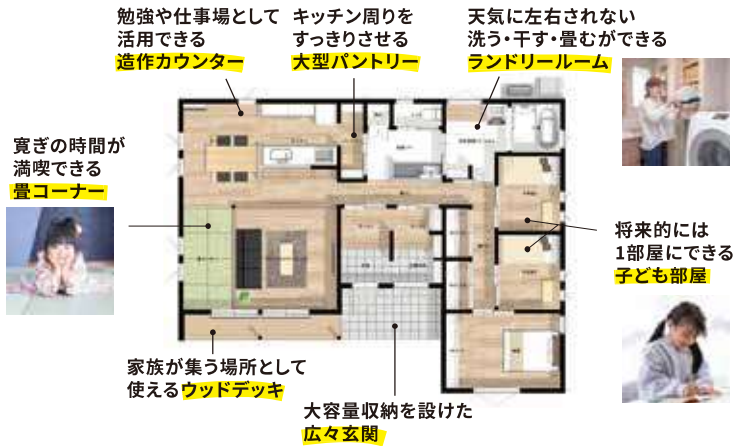 勉強や仕事場として
活用できる
造作カウンター
キッチン周りを
すっきりさせる
大型パントリー
天気に左右されない
洗う・干す・畳むができる
ランドリールーム
寛ぎの時間が
満喫できる
畳コーナー
将来的には
1部屋にできる
子ども部屋
家族が集う場所として
使えるウッドデッキ
大容量収納を設けた
広々玄関